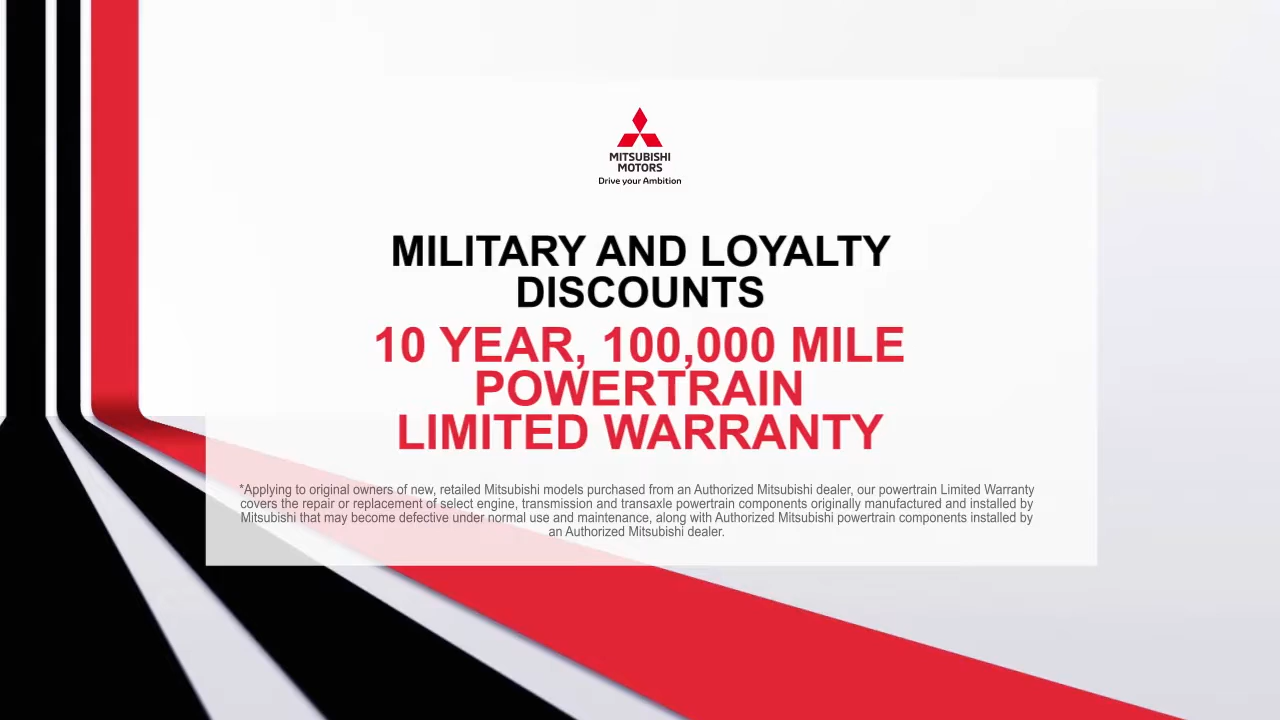 MITSUBISHI
MOTORS
Drive your Ambition
MILITARY AND LOYALTY
DISCOUNTS
10 YEAR, 100,000 MILE
POWERTRAIN
LIMITED WARRANTY
*Applying to original owners of new, retailed Mitsubishi models purchased from an Authorized Mitsubishi dealer, our powertrain Limited Warranty
covers the repair or replacement of select engine, transmission and transaxle powertrain components originally manufactured and installed by
Mitsubishi that may become defective under normal use and maintenance, along with Authorized Mitsubishi powertrain components installed by
an Authorized Mitsubishi dealer.